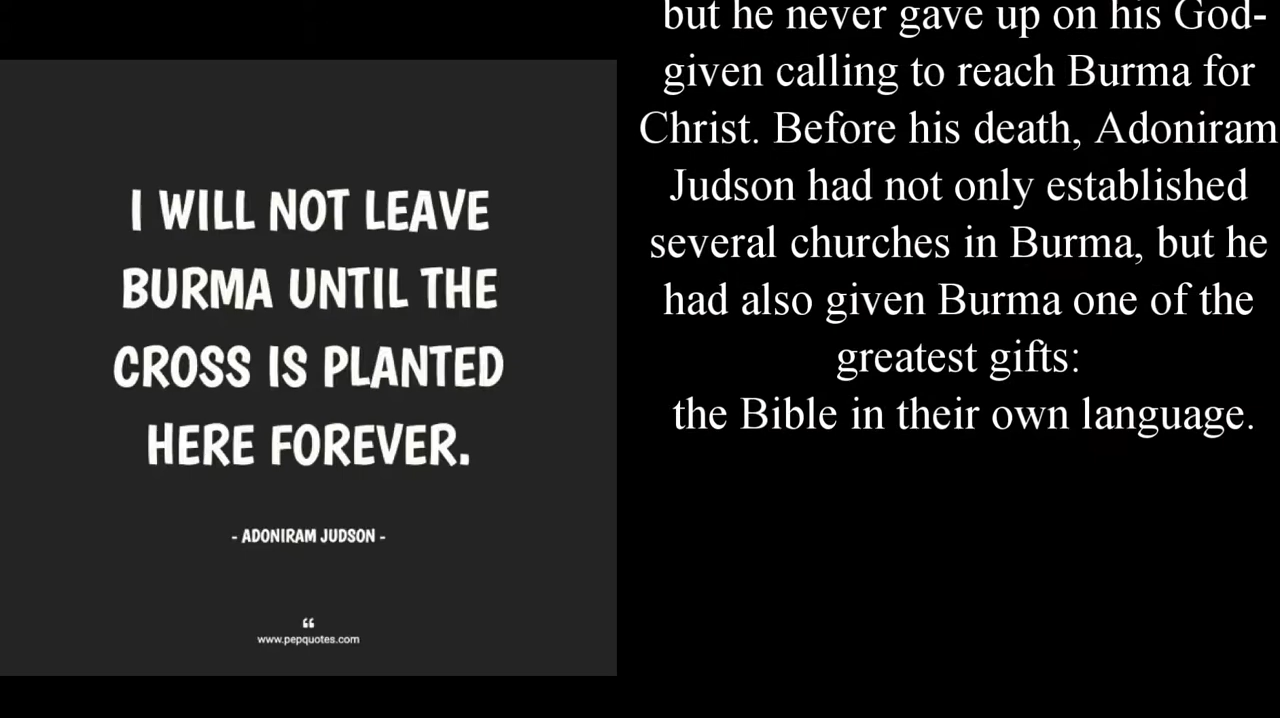 I WILL NOT LEAVE
BURMA UNTIL THE
CROSS IS PLANTED
HERE FOREVER.
- ADONIRAM JUDSON -
“
www.pepquotes.com
but he never gave up on his God-
given calling to reach Burma for
Christ. Before his death, Adoniram
Judson had not only established
several churches in Burma, but he
had also given Burma one of the
greatest gifts:
the Bible in their own language.